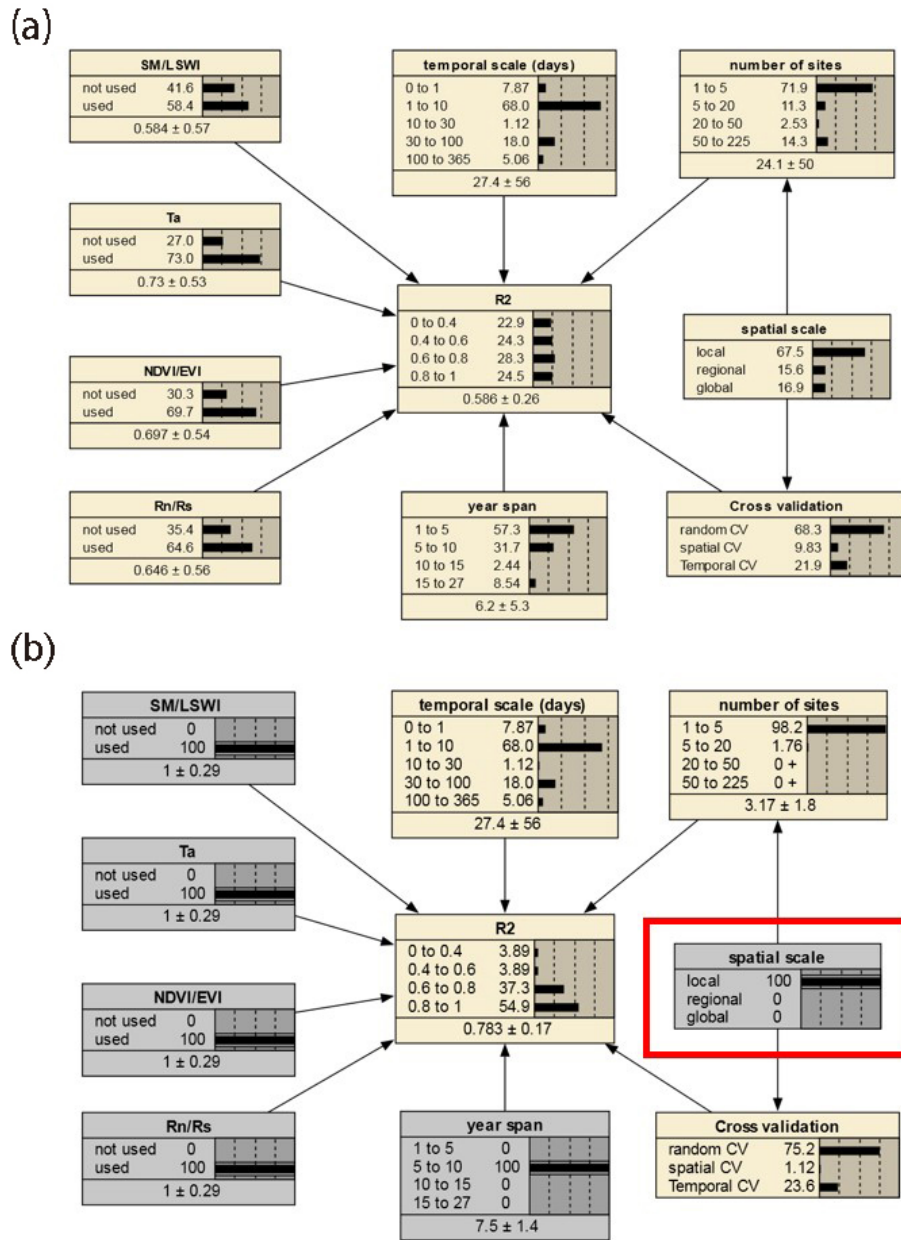 (a)
SM/LSWI
not used 41.6
used 58.4
0.584 ± 0.57
temporal scale (days)
0 to 1 7.87
1 to 10 68.0
10 to 30 1.12
30 to 100 18.0
100 to 365 5.06
27.4 ± 56
number of sites
1 to 5 71.9
5 to 20 11.3
20 to 50 2.53
50 to 225 14.3
24.1 ± 50
Ta
not used 27.0
used 73.0
0.73 ± 0.53
R2
0 to 0.4 22.9
0.4 to 0.6 24.3
0.6 to 0.8 28.3
0.8 to 1 24.5
0.586 ± 0.26
spatial scale
local 67.5
regional 15.6
global 16.9
NDVI/EVI
not used 30.3
used 69.7
0.697 ± 0.54
Rn/Rs
not used 35.4
used 64.6
0.646 ± 0.56
year span
1 to 5 57.3
5 to 10 31.7
10 to 15 2.44
15 to 27 8.54
6.2 ± 5.3
Cross validation
random CV 68.3
spatial CV 9.83
Temporal CV 21.9
(b)
SM/LSWI
not used 0
used 100
1 ± 0.29
temporal scale (days)
0 to 1 7.87
1 to 10 68.0
10 to 30 1.12
30 to 100 18.0
100 to 365 5.06
27.4 ± 56
number of sites
1 to 5 98.2
5 to 20 1.76
20 to 50 0 +
50 to 225 0 +
3.17 ± 1.8
Ta
not used 0
used 100
1 ± 0.29
R2
0 to 0.4 3.89
0.4 to 0.6 3.89
0.6 to 0.8 37.3
0.8 to 1 54.9
0.783 ± 0.17
spatial scale
local 100
regional 0
global 0
NDVI/EVI
not used 0
used 100
1 ± 0.29
Rn/Rs
not used 0
used 100
1 ± 0.29
year span
1 to 5 0
5 to 10 100
10 to 15 0
15 to 27 0
7.5 ± 1.4
Cross validation
random CV 75.2
spatial CV 1.12
Temporal CV 23.6